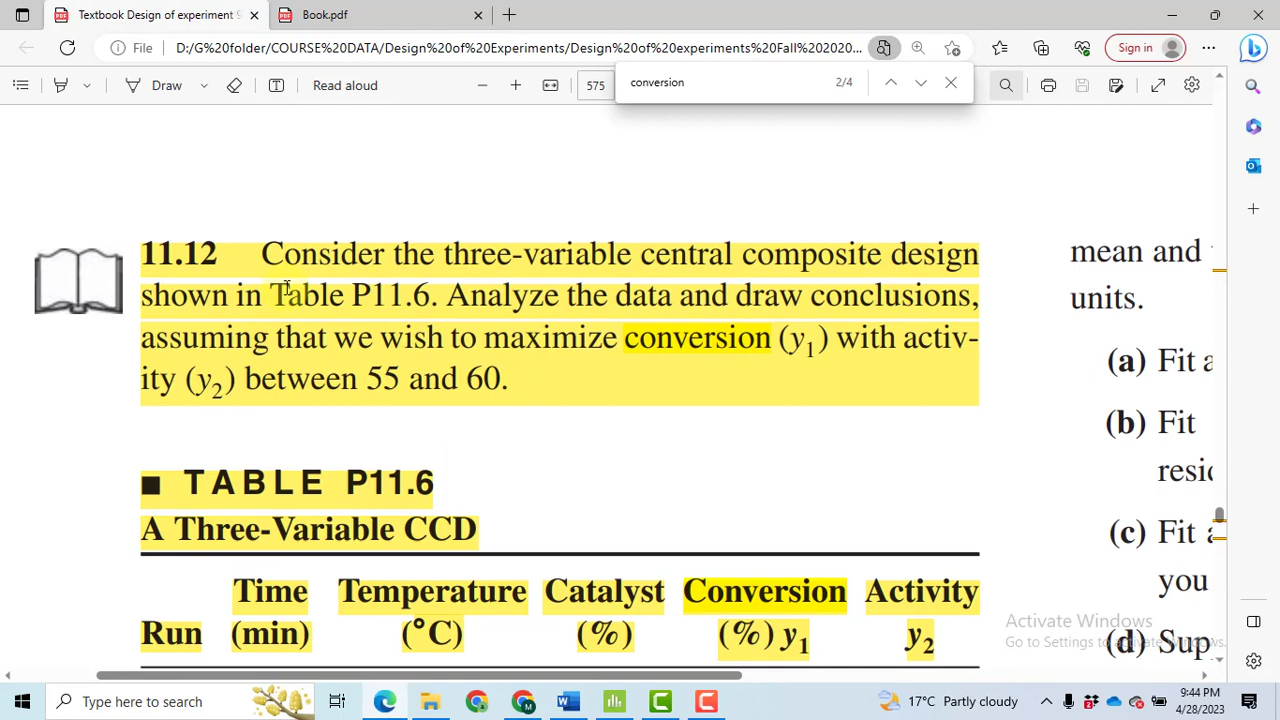 Textbook Design of experiment 9
Book.pdf
File
D:/G%20folder/COURSE%20DATA/Design%20of%20Experiments/Design%20of%20experiments%20Fall%202020...
Sign in
conversion
2/4
Draw
Read aloud
575
11.12 Consider the three-variable central composite design
shown in Table P11.6. Analyze the data and draw conclusions,
assuming that we wish to maximize conversion (y1) with activ-
ity (y2) between 55 and 60.
■ TABLE P11.6
A Three-Variable CCD
Time Temperature Catalyst Conversion Activity
Run (min) (°C) (%) (%) y1 y2
mean and
units.
(a) Fit
(b) Fit
(c) Fit
you
(d) Sup
Activate Windows
Go to Settings to activate Windows.
Type here to search
17°C Partly cloudy
9:44 PM
4/28/2023